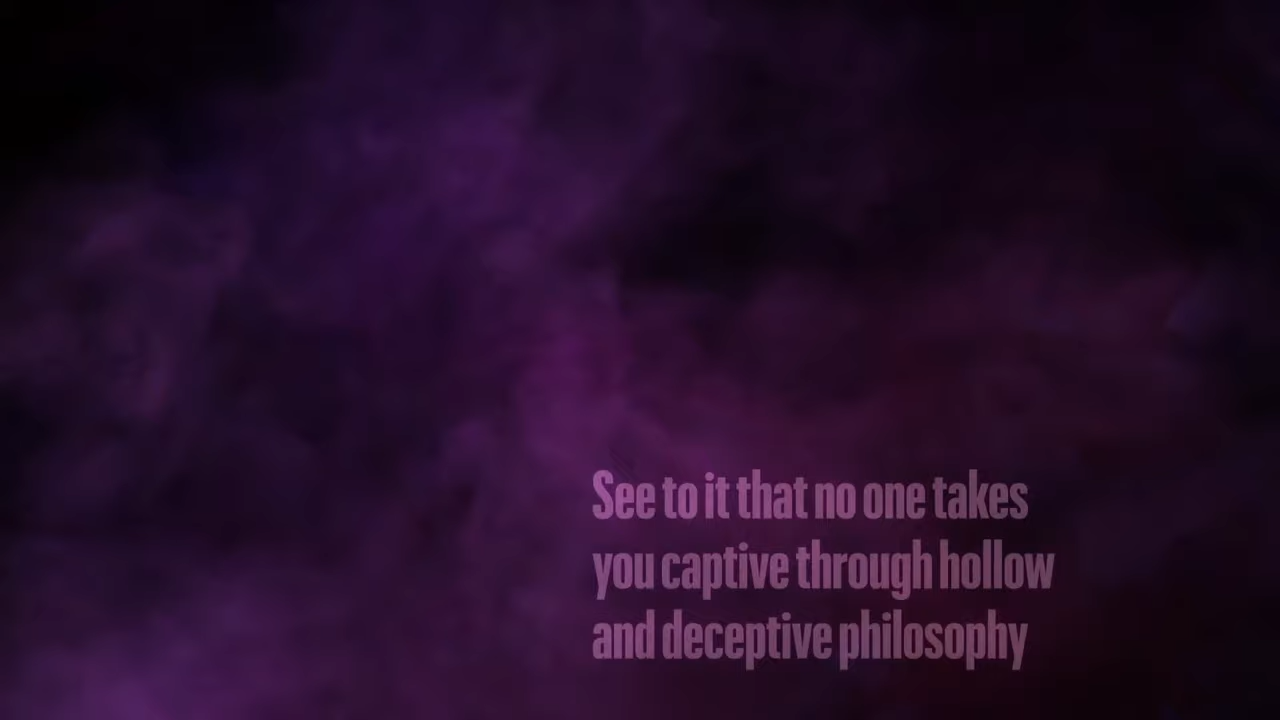 See to it that no one takes
you captive through hollow
and deceptive philosophy